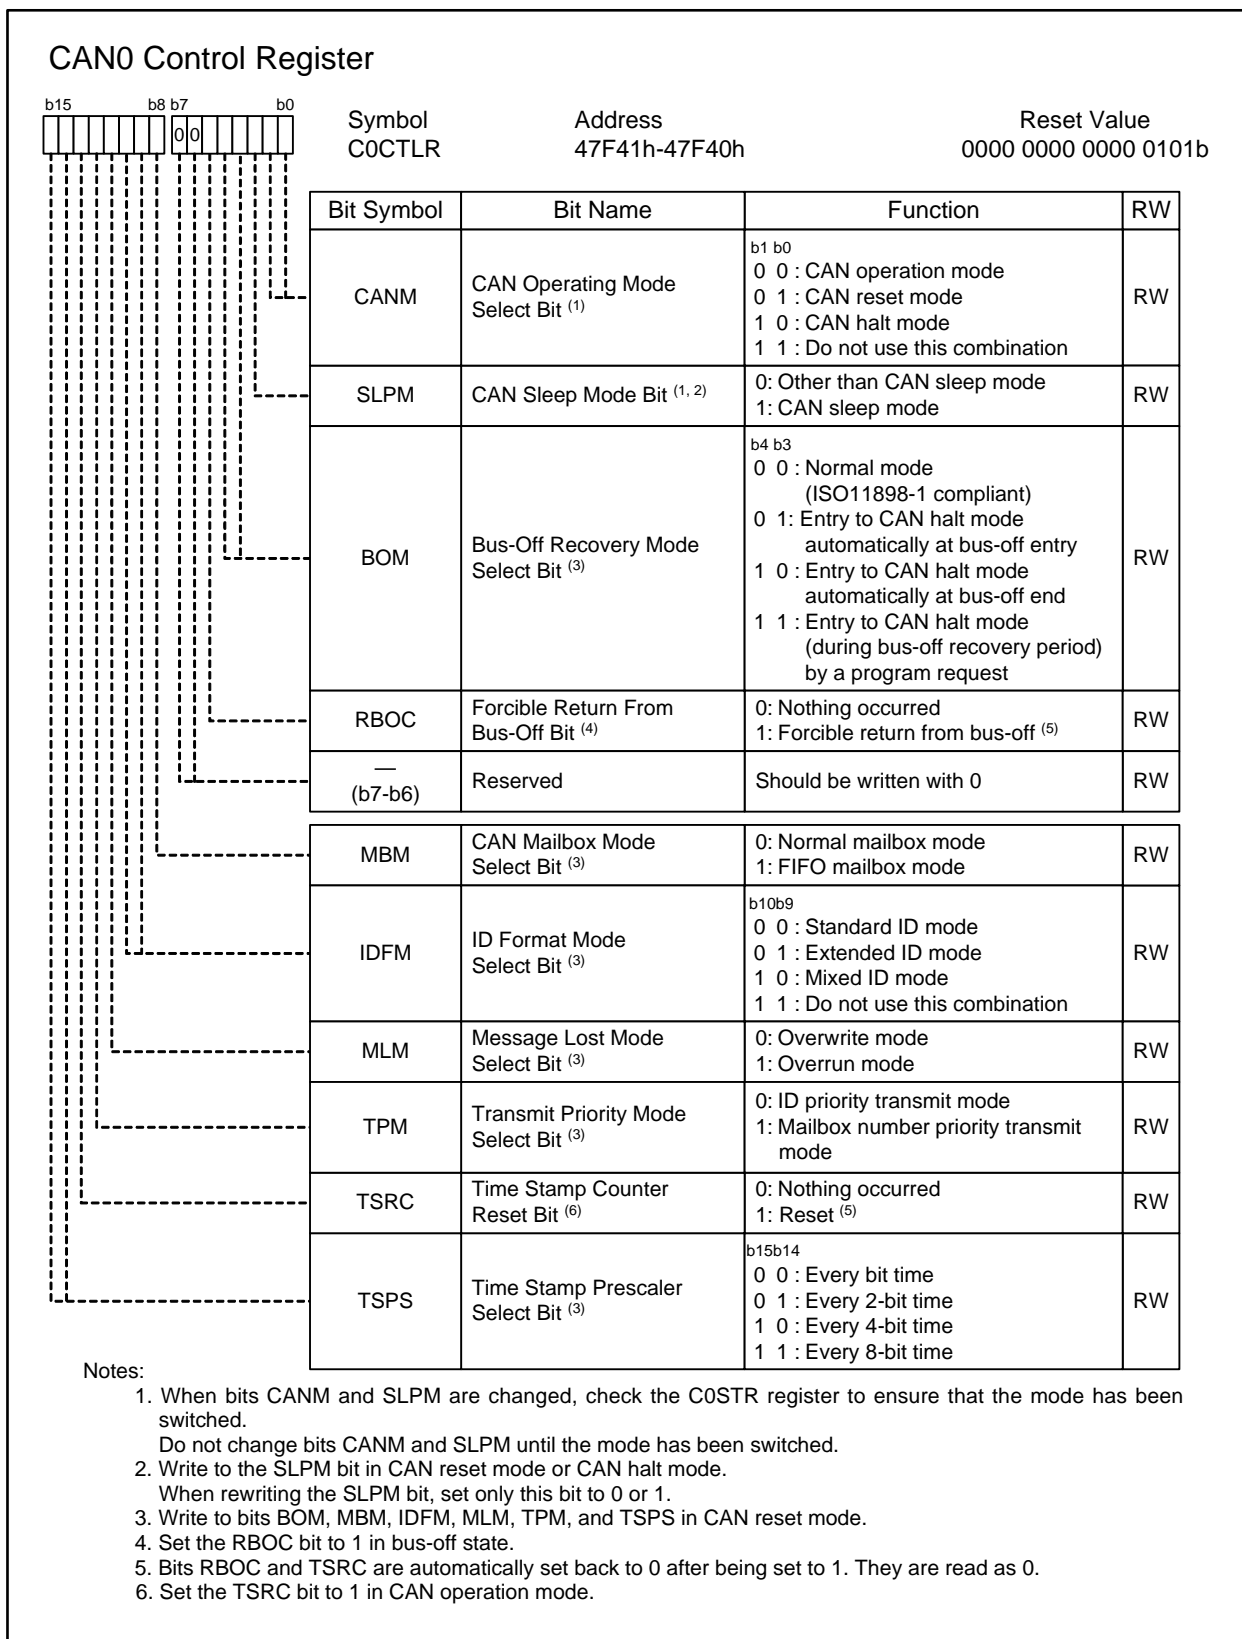 CAN0 Control Register
b15 b8 b7 b0
0 0
Symbol Address Reset Value
C0CTLR 47F41h-47F40h 0000 0000 0000 0101b
Bit Symbol Bit Name Function RW
CANM
CAN Operating Mode
Select Bit (1)
b1 b0
0 0 : CAN operation mode
0 1 : CAN reset mode
1 0 : CAN halt mode
1 1 : Do not use this combination
RW
SLPM
CAN Sleep Mode Bit (1, 2)
0: Other than CAN sleep mode
1: CAN sleep mode
RW
BOM
Bus-Off Recovery Mode
Select Bit (3)
b4 b3
0 0 : Normal mode
(ISO11898-1 compliant)
0 1: Entry to CAN halt mode
automatically at bus-off entry
1 0 : Entry to CAN halt mode
automatically at bus-off end
1 1 : Entry to CAN halt mode
(during bus-off recovery period)
by a program request
RW
RBOC
Forcible Return From
Bus-Off Bit (4)
0: Nothing occurred
1: Forcible return from bus-off (5)
RW
—
(b7-b6)
Reserved
Should be written with 0
RW
MBM
CAN Mailbox Mode
Select Bit (3)
0: Normal mailbox mode
1: FIFO mailbox mode
RW
IDFM
ID Format Mode
Select Bit (3)
b10b9
0 0 : Standard ID mode
0 1 : Extended ID mode
1 0 : Mixed ID mode
1 1 : Do not use this combination
RW
MLM
Message Lost Mode
Select Bit (3)
0: Overwrite mode
1: Overrun mode
RW
TPM
Transmit Priority Mode
Select Bit (3)
0: ID priority transmit mode
1: Mailbox number priority transmit
mode
RW
TSRC
Time Stamp Counter
Reset Bit (6)
0: Nothing occurred
1: Reset (5)
RW
TSPS
Time Stamp Prescaler
Select Bit (3)
b15b14
0 0 : Every bit time
0 1 : Every 2-bit time
1 0 : Every 4-bit time
1 1 : Every 8-bit time
RW
Notes:
1. When bits CANM and SLPM are changed, check the C0STR register to ensure that the mode has been
switched.
Do not change bits CANM and SLPM until the mode has been switched.
2. Write to the SLPM bit in CAN reset mode or CAN halt mode.
When rewriting the SLPM bit, set only this bit to 0 or 1.
3. Write to bits BOM, MBM, IDFM, MLM, TPM, and TSPS in CAN reset mode.
4. Set the RBOC bit to 1 in bus-off state.
5. Bits RBOC and TSRC are automatically set back to 0 after being set to 1. They are read as 0.
6. Set the TSRC bit to 1 in CAN operation mode.